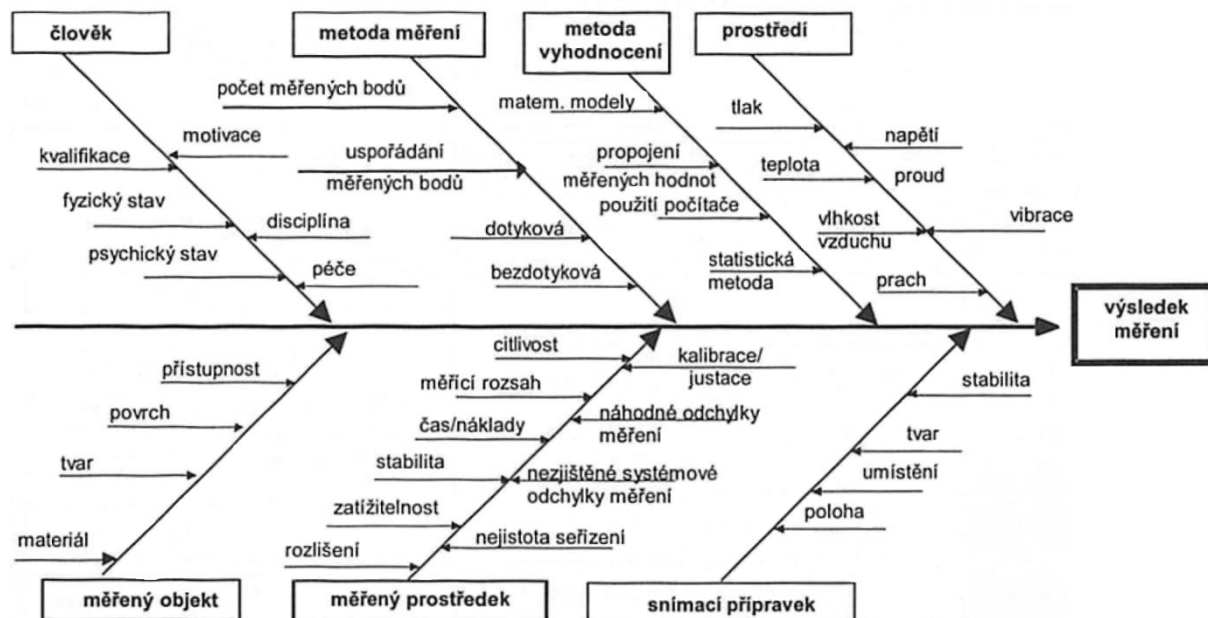 člověk
metoda měření
metoda
vyhodnocení
prostředí
počet měřených bodů
matem. modely
tlak
motivace
napětí
kvalifikace
uspořádání
měřených bodů
propojení
měřených hodnot
teplota
proud
fyzický stav
použití počítače
disciplína
dotyková
vlhkost
vzduchu
vibrace
psychický stav
péče
bezdotyková
statistická
metoda
prach
výsledek
měření
citlivost
kalibrace/
justace
přístupnost
měřící rozsah
stabilita
povrch
čas/náklady
náhodné odchylky
měření
tvar
tvar
stabilita
nezjištěné systémové
odchylky měření
umístění
zatížitelnost
poloha
materiál
nejistota seřízení
rozlišení
měřený objekt
měřený prostředek
snímací přípravek